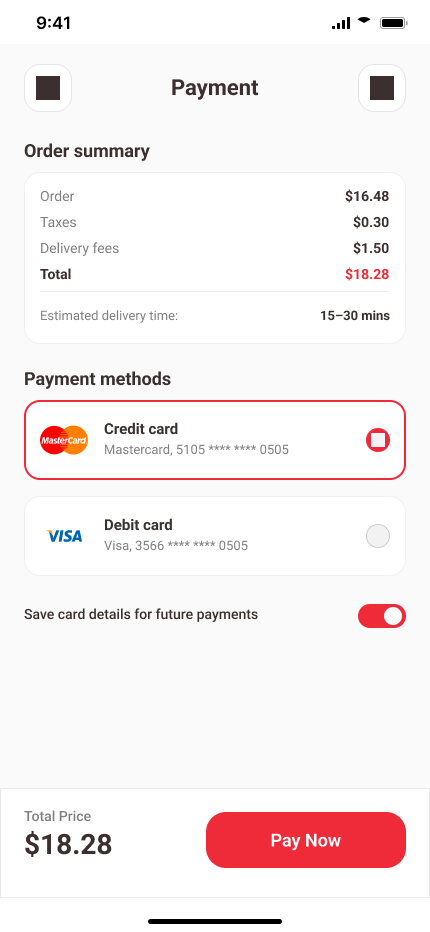 9:41
Payment
Order summary
Order $16.48
Taxes $0.30
Delivery fees $1.50
Total $18.28
Estimated delivery time: 15–30 mins
Payment methods
MasterCard
Credit card
Mastercard, 5105 **** **** 0505
VISA
Debit card
Visa, 3566 **** **** 0505
Save card details for future payments
Total Price
$18.28
Pay Now